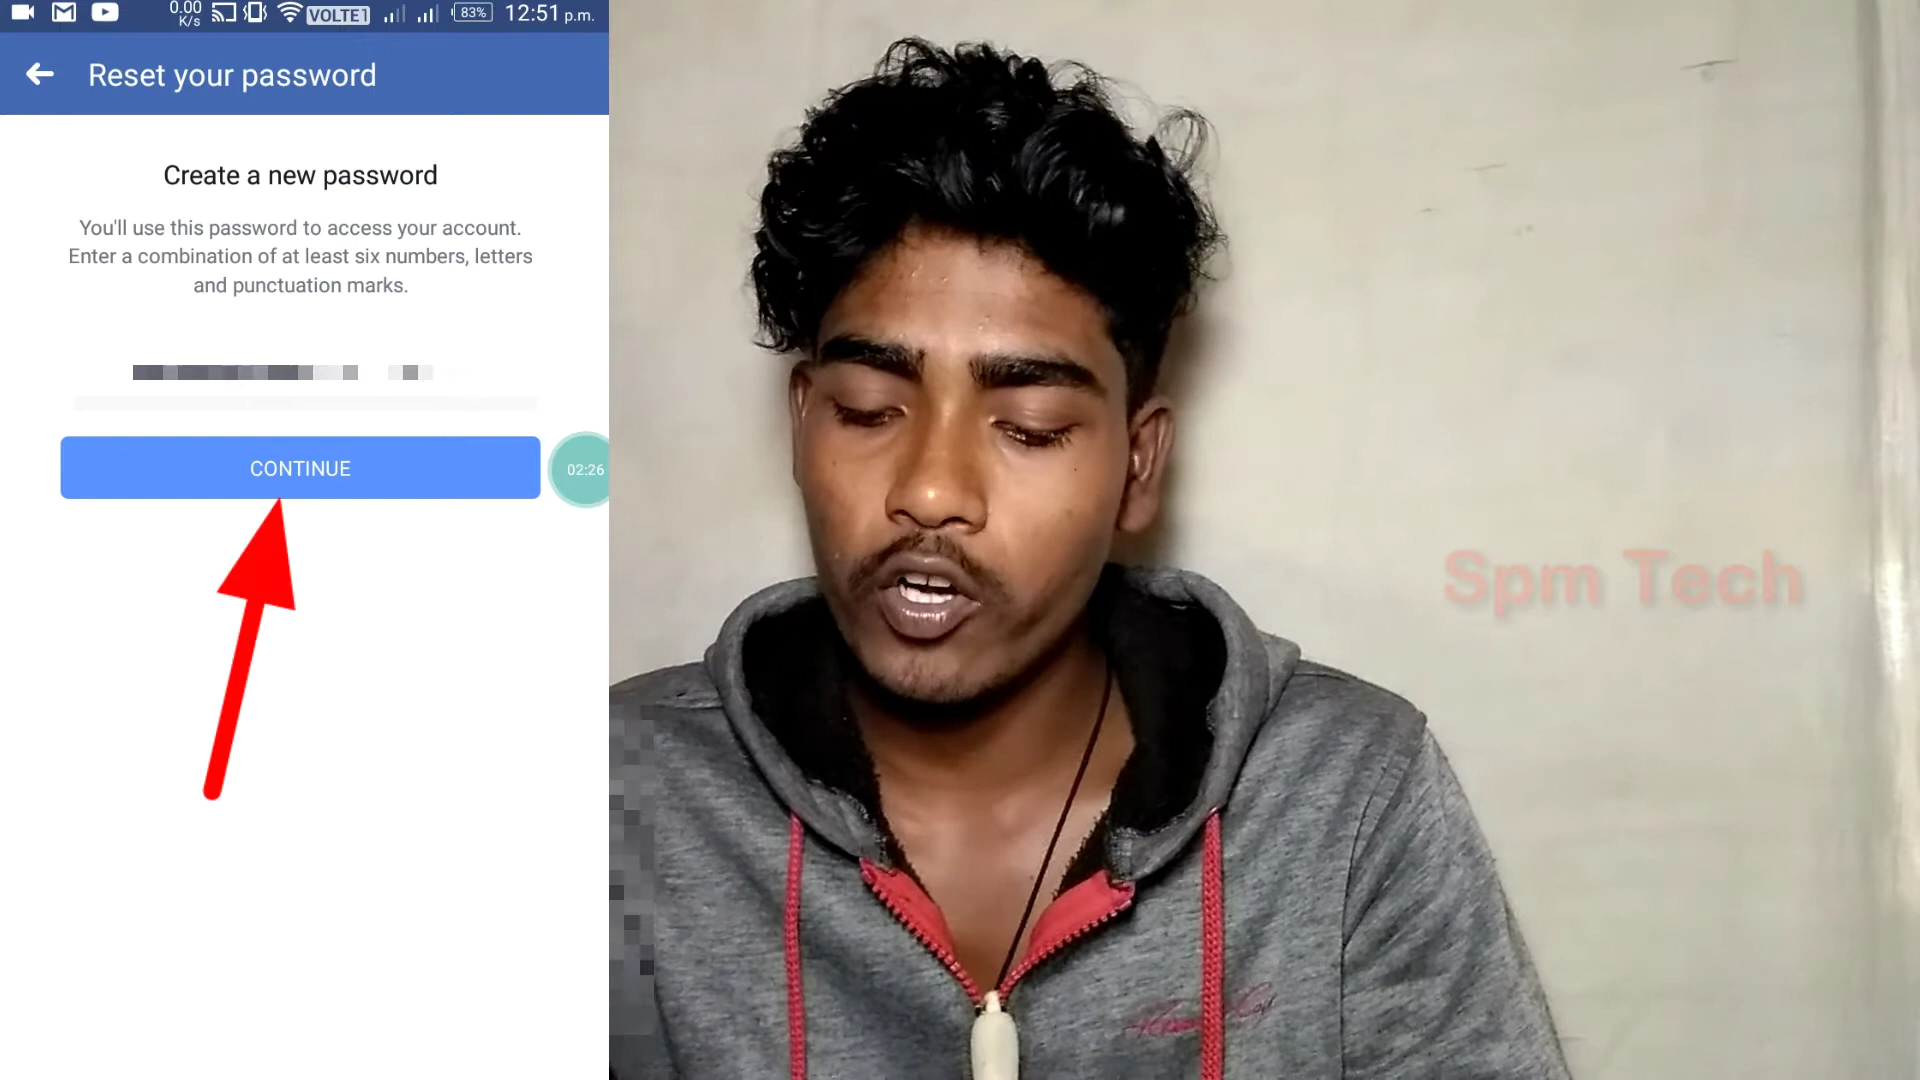 0.00
K/s
VOLTE1
83%
12:51 p.m.
Reset your password
Create a new password
You'll use this password to access your account.
Enter a combination of at least six numbers, letters
and punctuation marks.
CONTINUE
02:26
Spm Tech